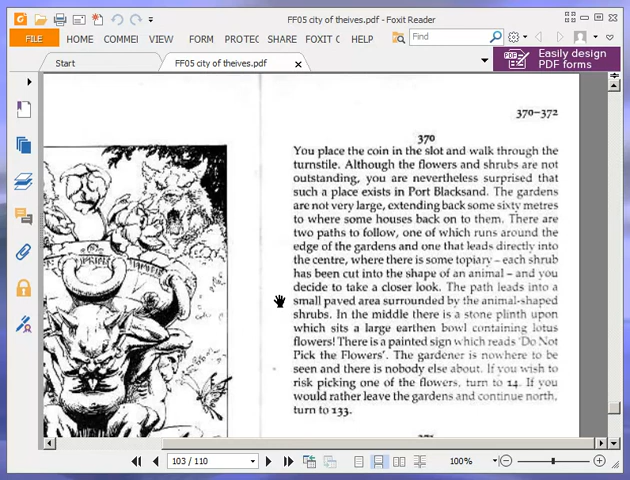 FF05 city of theives.pdf - Foxit Reader
FILE HOME COMMEI VIEW FORM PROTEC SHARE FOXIT C HELP Find
Easily design
PDF forms
Start FF05 city of theives.pdf
370–372
370
You place the coin in the slot and walk through the
turnstile. Although the flowers and shrubs are not
outstanding, you are nevertheless surprised that
such a place exists in Port Blacksand. The gardens
are not very large, extending back some sixty metres
to where some houses back on to them. There are
two paths to follow, one of which runs around the
edge of the gardens and one that leads directly into
the centre, where there is some topiary – each shrub
has been cut into the shape of an animal – and you
decide to take a closer look. The path leads into a
small paved area surrounded by the animal-shaped
shrubs. In the middle there is a stone plinth upon
which sits a large earthen bowl containing lotus
flowers! There is a painted sign which reads 'Do Not
Pick the Flowers'. The gardener is nowhere to be
seen and there is nobody else about. If you wish to
risk picking one of the flowers, turn to 14. If you
would rather leave the gardens and continue north,
turn to 133.
103 / 110 100%